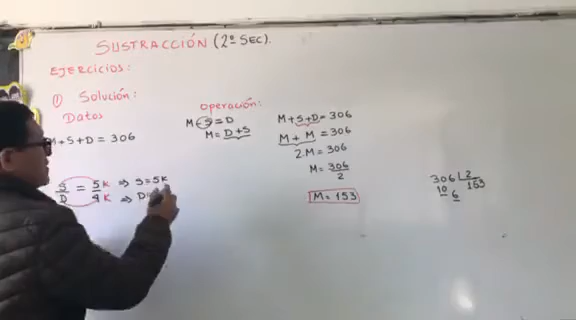 SUSTRACCIÓN (2º SEC).
EJERCICIOS:
① Solución:
Datos
M+S+D = 306
S/D = 5K/4K ⇒ S=5K
⇒ D
operación:
M-S = D
M = D+S
M+S+D = 306
M + M = 306
2M = 306
M = 306/2
M = 153
306 | 2
10 153
6